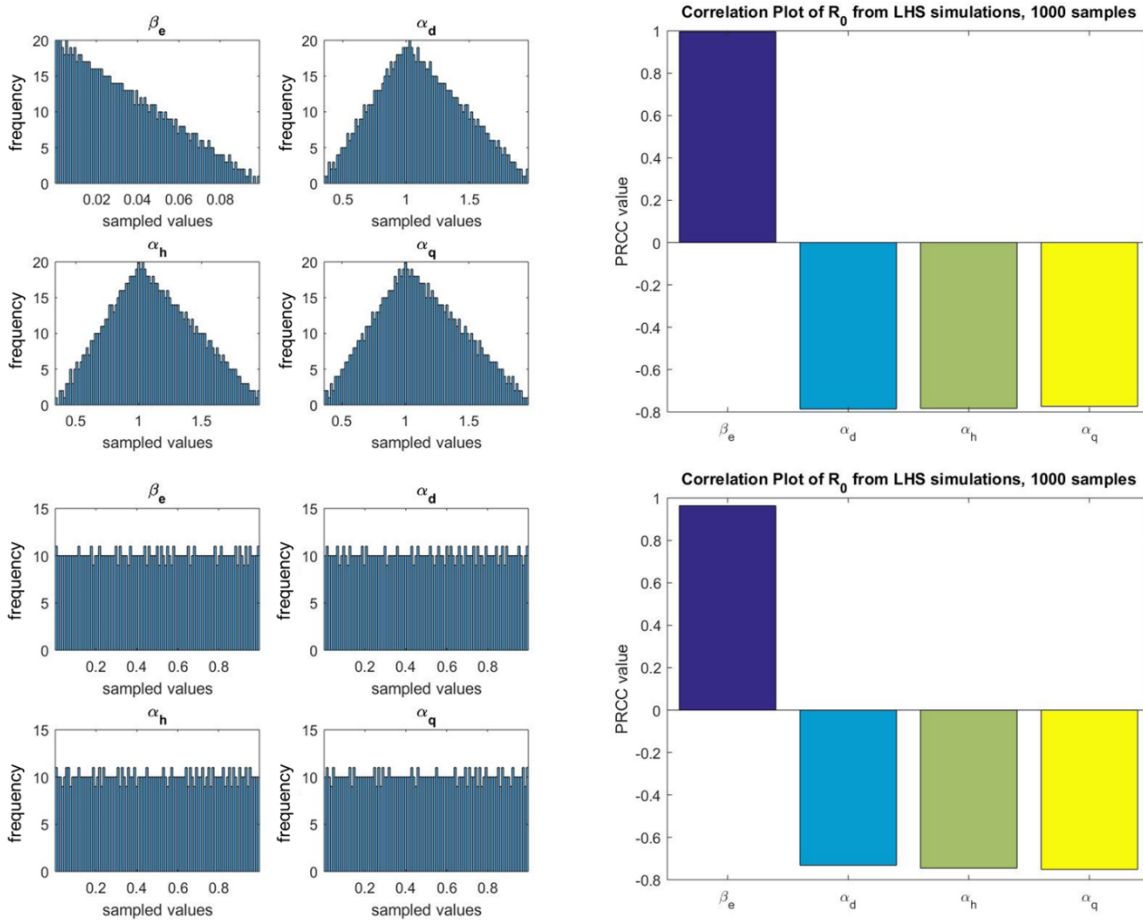 β_e
20
15
10
5
0
frequency
0.02 0.04 0.06 0.08
sampled values
α_d
20
15
10
5
0
frequency
0.5 1 1.5
sampled values
α_h
20
15
10
5
0
frequency
0.5 1 1.5
sampled values
α_q
20
15
10
5
0
frequency
0.5 1 1.5
sampled values
Correlation Plot of R_0 from LHS simulations, 1000 samples
1
0.8
0.6
0.4
0.2
0
-0.2
-0.4
-0.6
-0.8
PRCC value
β_e α_d α_h α_q
β_e
15
10
5
0
frequency
0.2 0.4 0.6 0.8
sampled values
α_d
15
10
5
0
frequency
0.2 0.4 0.6 0.8
sampled values
α_h
15
10
5
0
frequency
0.2 0.4 0.6 0.8
sampled values
α_q
15
10
5
0
frequency
0.2 0.4 0.6 0.8
sampled values
Correlation Plot of R_0 from LHS simulations, 1000 samples
1
0.8
0.6
0.4
0.2
0
-0.2
-0.4
-0.6
-0.8
PRCC value
β_e α_d α_h α_q